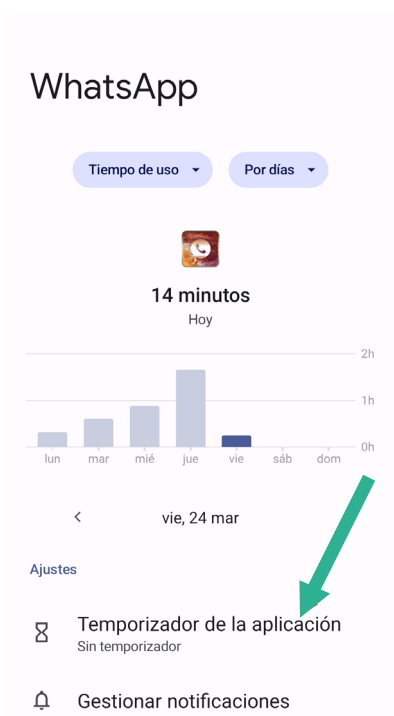 WhatsApp
Tiempo de uso
Por días
14 minutos
Hoy
2h
1h
0h
lun mar mié jue vie sáb dom
vie, 24 mar
Ajustes
Temporizador de la aplicación
Sin temporizador
Gestionar notificaciones